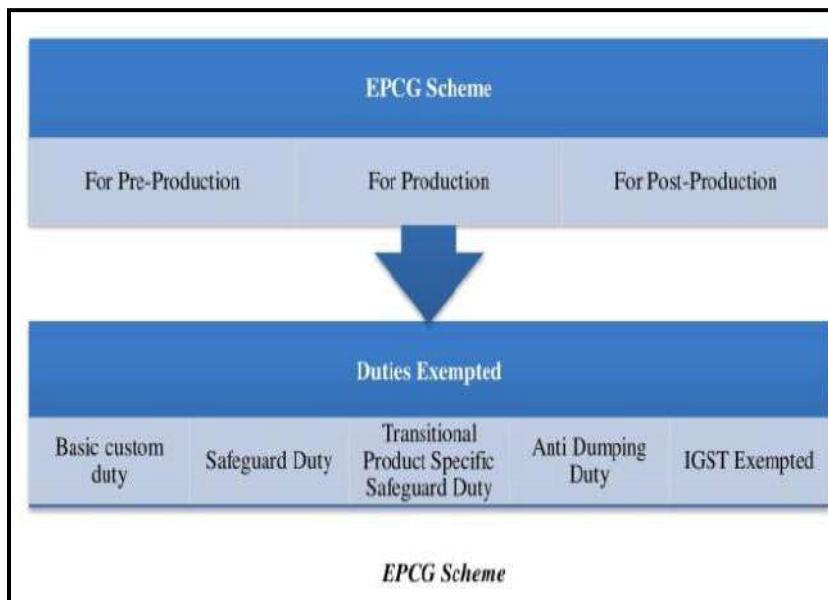 EPCG Scheme
For Pre-Production
For Production
For Post-Production
Duties Exempted
Basic custom
duty
Safeguard Duty
Transitional
Product Specific
Safeguard Duty
Anti Dumping
Duty
IGST Exempted
EPCG Scheme